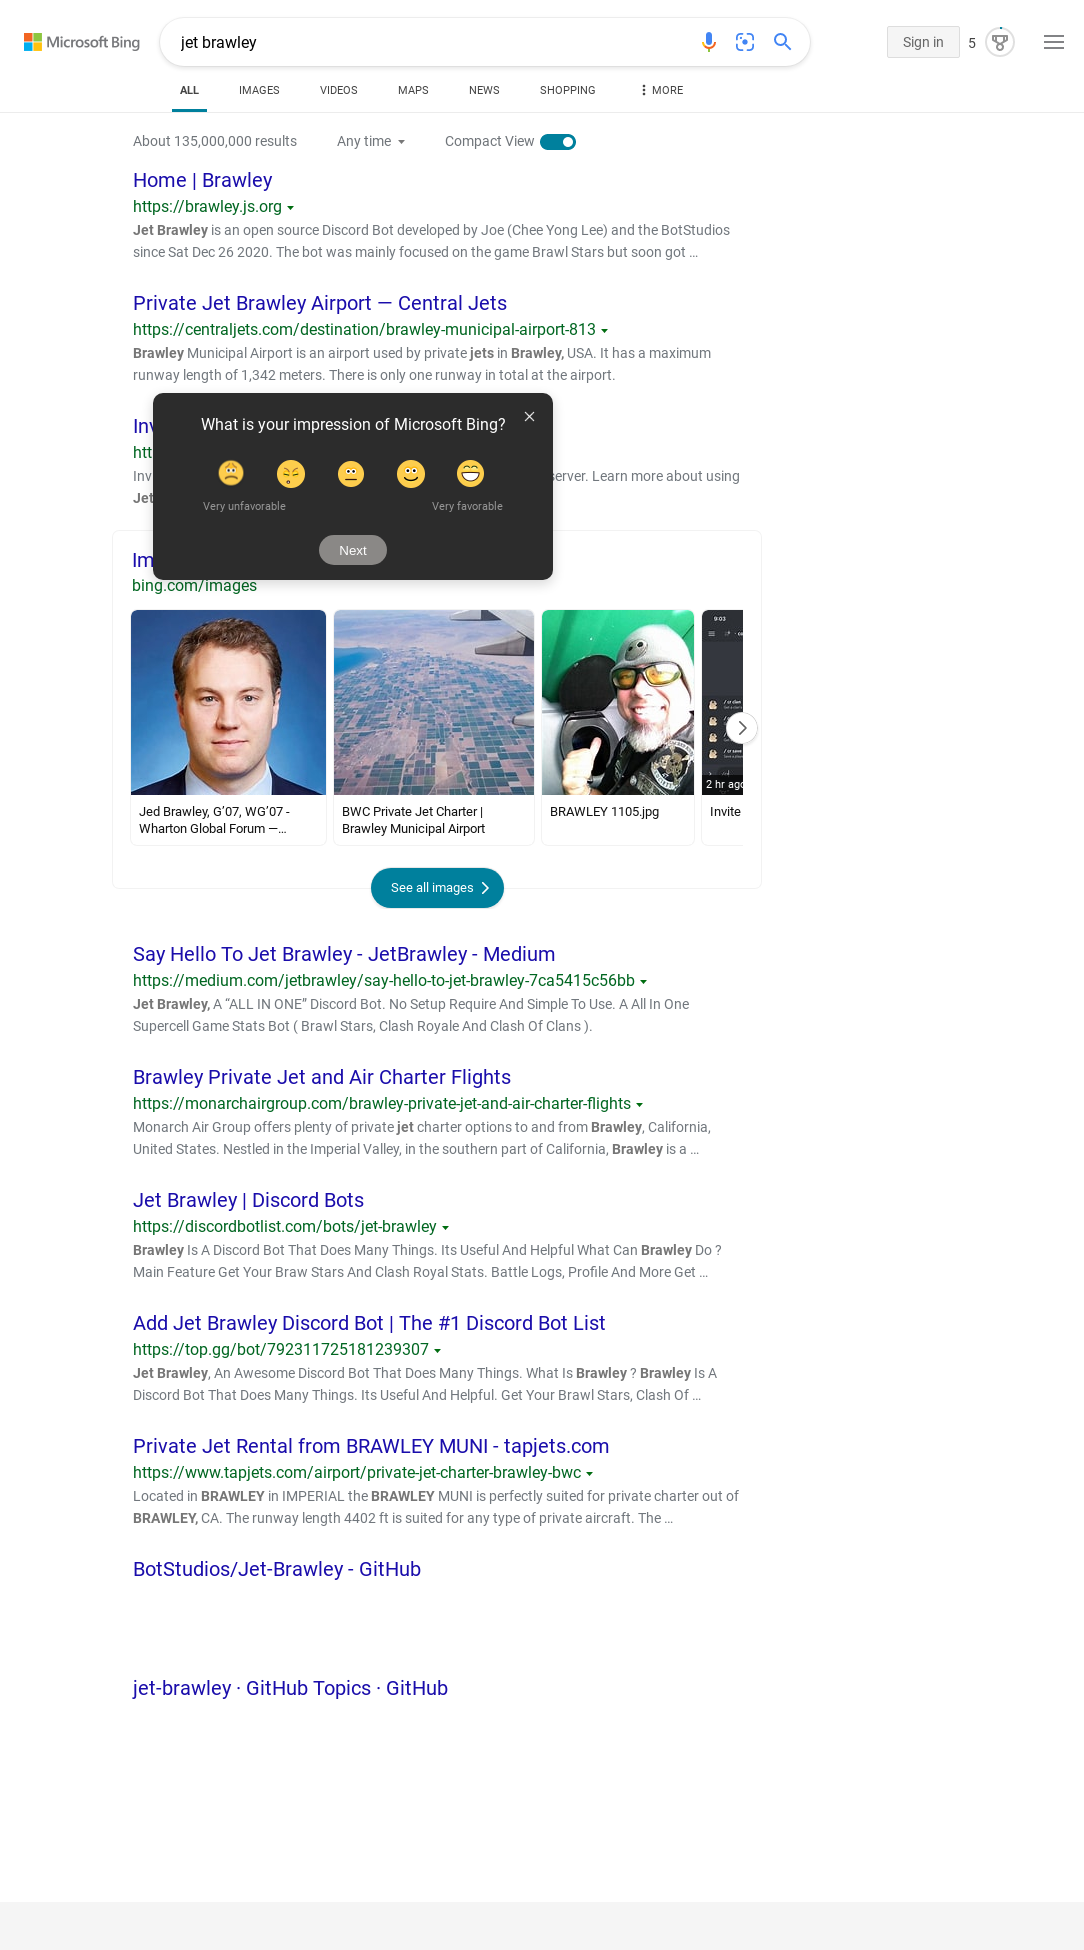 Microsoft Bing
jet brawley
Sign in
5
ALL
IMAGES
VIDEOS
MAPS
NEWS
SHOPPING
MORE
About 135,000,000 results
Any time
Compact View
Home | Brawley
https://brawley.js.org
Jet Brawley is an open source Discord Bot developed by Joe (Chee Yong Lee) and the BotStudios
since Sat Dec 26 2020. The bot was mainly focused on the game Brawl Stars but soon got ...
Private Jet Brawley Airport — Central Jets
https://centraljets.com/destination/brawley-municipal-airport-813
Brawley Municipal Airport is an airport used by private jets in Brawley, USA. It has a maximum
runway length of 1,342 meters. There is only one runway in total at the airport.
Inv
htt
Inv
server. Learn more about using
Jet
What is your impression of Microsoft Bing?
Very unfavorable
Very favorable
Next
Im
bing.com/images
9:03
/ cr clan
/ cr save
2 hr ago
Jed Brawley, G’07, WG’07 -
Wharton Global Forum —...
BWC Private Jet Charter |
Brawley Municipal Airport
BRAWLEY 1105.jpg
Invite
See all images
Say Hello To Jet Brawley - JetBrawley - Medium
https://medium.com/jetbrawley/say-hello-to-jet-brawley-7ca5415c56bb
Jet Brawley, A “ALL IN ONE” Discord Bot. No Setup Require And Simple To Use. A All In One
Supercell Game Stats Bot ( Brawl Stars, Clash Royale And Clash Of Clans ).
Brawley Private Jet and Air Charter Flights
https://monarchairgroup.com/brawley-private-jet-and-air-charter-flights
Monarch Air Group offers plenty of private jet charter options to and from Brawley, California,
United States. Nestled in the Imperial Valley, in the southern part of California, Brawley is a ...
Jet Brawley | Discord Bots
https://discordbotlist.com/bots/jet-brawley
Brawley Is A Discord Bot That Does Many Things. Its Useful And Helpful What Can Brawley Do ?
Main Feature Get Your Braw Stars And Clash Royal Stats. Battle Logs, Profile And More Get ...
Add Jet Brawley Discord Bot | The #1 Discord Bot List
https://top.gg/bot/792311725181239307
Jet Brawley, An Awesome Discord Bot That Does Many Things. What Is Brawley ? Brawley Is A
Discord Bot That Does Many Things. Its Useful And Helpful. Get Your Brawl Stars, Clash Of ...
Private Jet Rental from BRAWLEY MUNI - tapjets.com
https://www.tapjets.com/airport/private-jet-charter-brawley-bwc
Located in BRAWLEY in IMPERIAL the BRAWLEY MUNI is perfectly suited for private charter out of
BRAWLEY, CA. The runway length 4402 ft is suited for any type of private aircraft. The ...
BotStudios/Jet-Brawley - GitHub
jet-brawley · GitHub Topics · GitHub